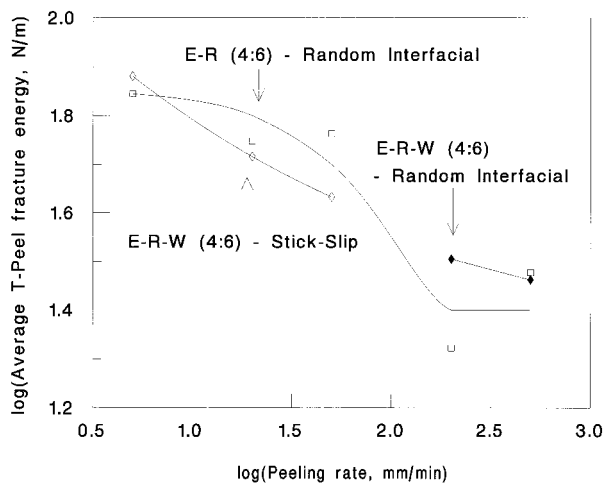 2.0
E-R (4:6) - Random Interfacial
1.8
E-R-W (4:6)
- Random Interfacial
1.6
E-R-W (4:6) - Stick-Slip
1.4
1.2
0.5 1.0 1.5 2.0 2.5 3.0
log(Peeling rate, mm/min)
log(Average T-Peel fracture energy, N/m)